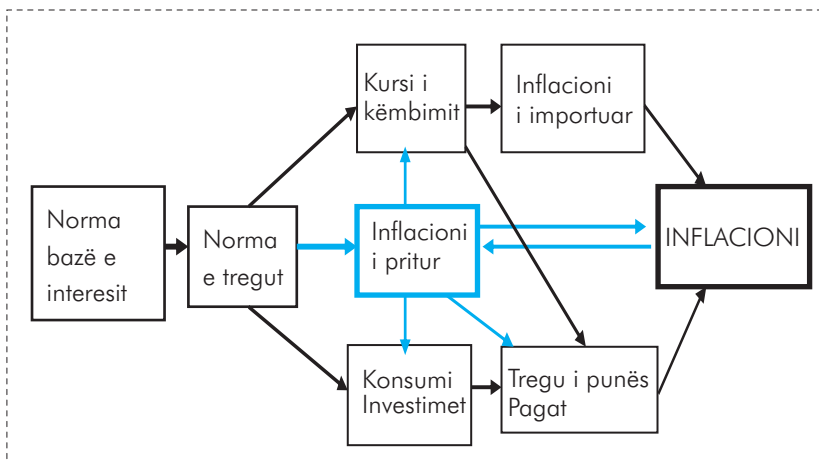 Norma
bazë e
interesit
Norma
e tregut
Kursi i
këmbimit
Inflacioni
i importuar
Inflacioni
i pritur
INFLACIONI
Konsumi
Investimet
Tregu i punës
Pagat